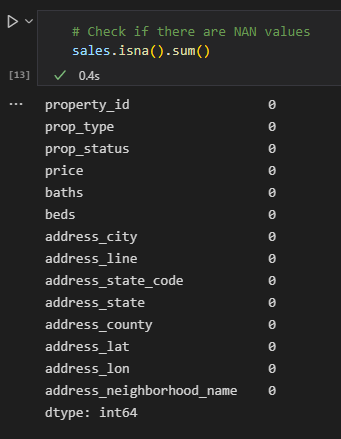 # Check if there are NAN values
sales.isna().sum()
[13] 0.4s
... property_id 0
prop_type 0
prop_status 0
price 0
baths 0
beds 0
address_city 0
address_line 0
address_state_code 0
address_state 0
address_county 0
address_lat 0
address_lon 0
address_neighborhood_name 0
dtype: int64